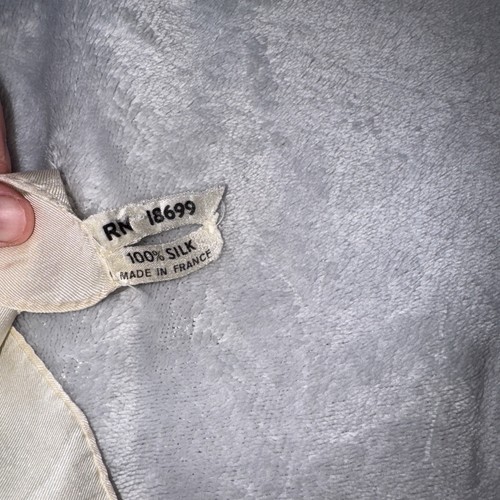 RN 18699
100% SILK
MADE IN FRANCE